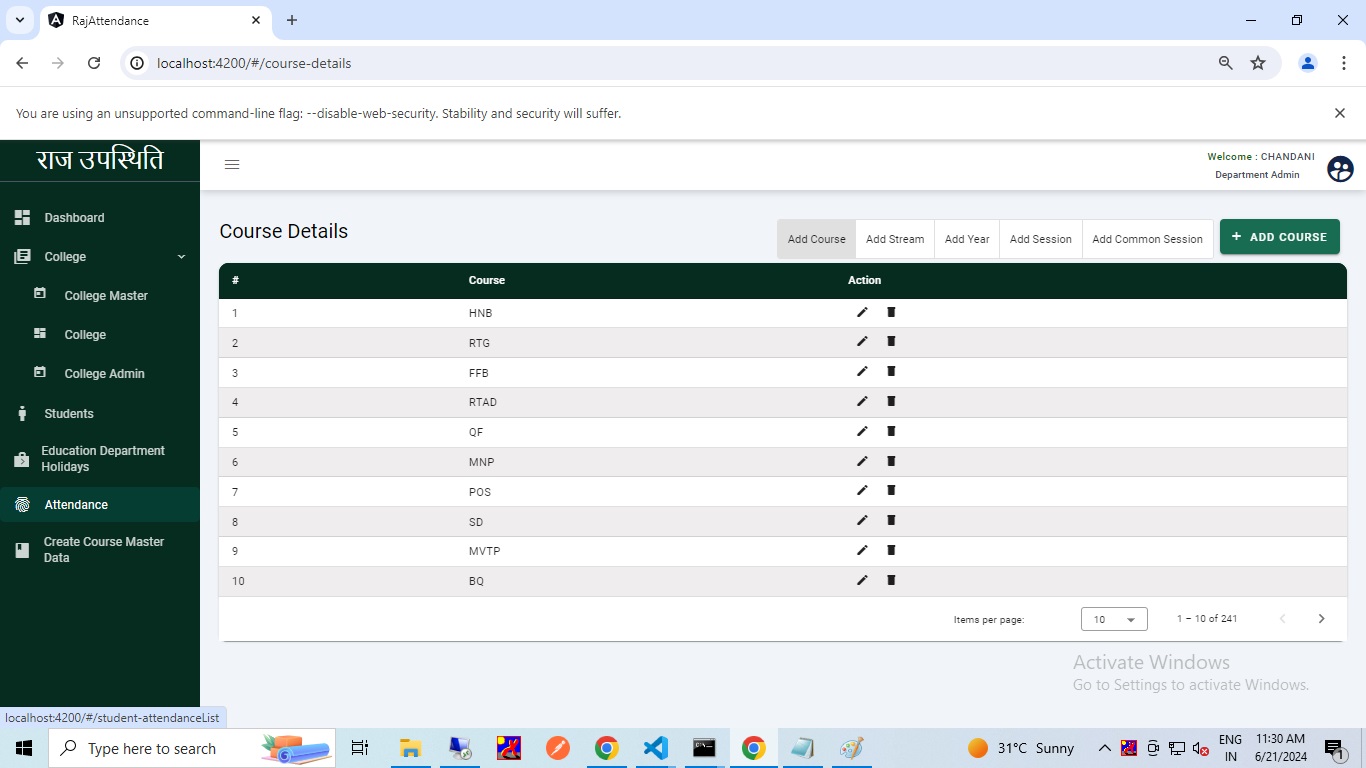 RajAttendance
localhost:4200/#/course-details
You are using an unsupported command-line flag: --disable-web-security. Stability and security will suffer.
राज उपस्थिति
Welcome : CHANDANI
Department Admin
Dashboard
College
College Master
College
College Admin
Students
Education Department
Holidays
Attendance
Create Course Master
Data
Course Details
Add Course Add Stream Add Year Add Session Add Common Session + ADD COURSE
# Course Action
1 HNB
2 RTG
3 FFB
4 RTAD
5 QF
6 MNP
7 POS
8 SD
9 MVTP
10 BQ
Items per page: 10 1 – 10 of 241
Activate Windows
Go to Settings to activate Windows.
localhost:4200/#/student-attendanceList
Type here to search
31°C Sunny
ENG
IN
11:30 AM
6/21/2024
1